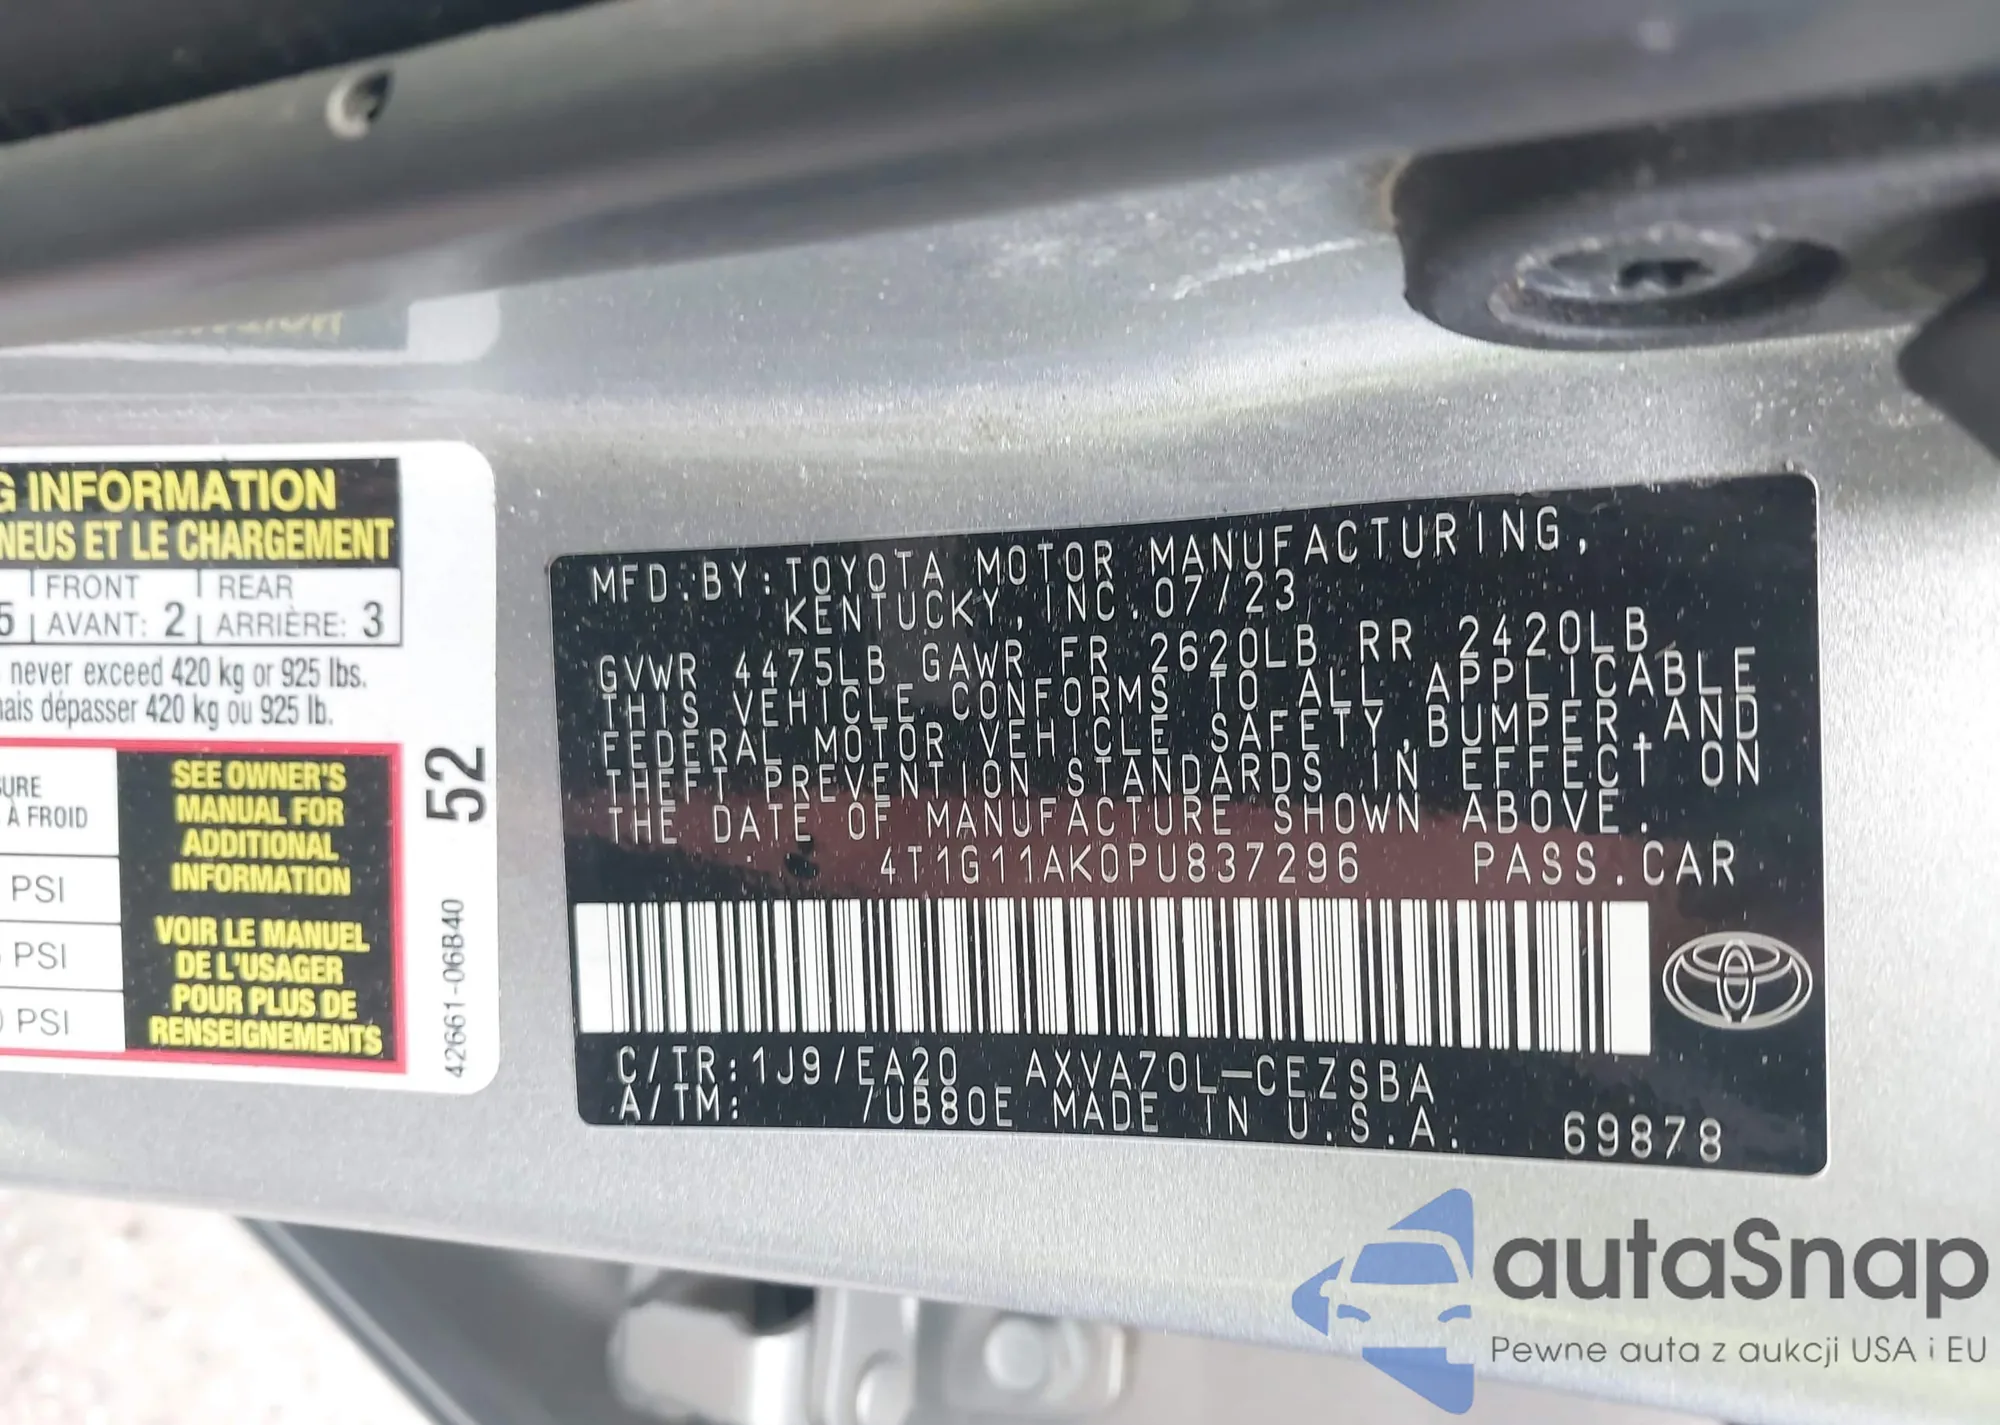 G INFORMATION
NEUS ET LE CHARGEMENT
5 FRONT AVANT: 2 REAR ARRIÈRE: 3
never exceed 420 kg or 925 lbs.
mais dépasser 420 kg ou 925 lb.
À FROID
PSI
PSI
PSI
SEE OWNER'S
MANUAL FOR
ADDITIONAL
INFORMATION
VOIR LE MANUEL
DE L'USAGER
POUR PLUS DE
RENSEIGNEMENTS
52
42661-06B40
MFD.BY:TOYOTA MOTOR MANUFACTURING,
KENTUCKY,INC.07/23
GVWR 4475LB GAWR FR 2620LB RR 2420LB
THIS VEHICLE CONFORMS TO ALL APPLICABLE
FEDERAL MOTOR VEHICLE SAFETY,BUMPER,AND
THEFT PREVENTION STANDARDS IN EFFECT ON
THE DATE OF MANUFACTURE SHOWN ABOVE.
4T1G11AK0PU837296 PASS.CAR
C/TR:1J9/EA20 AXVA70L-CEZSBA
A/TM: /UB80E MADE IN U.S.A. 69878
autaSnap
Pewne auta z aukcji USA i EU